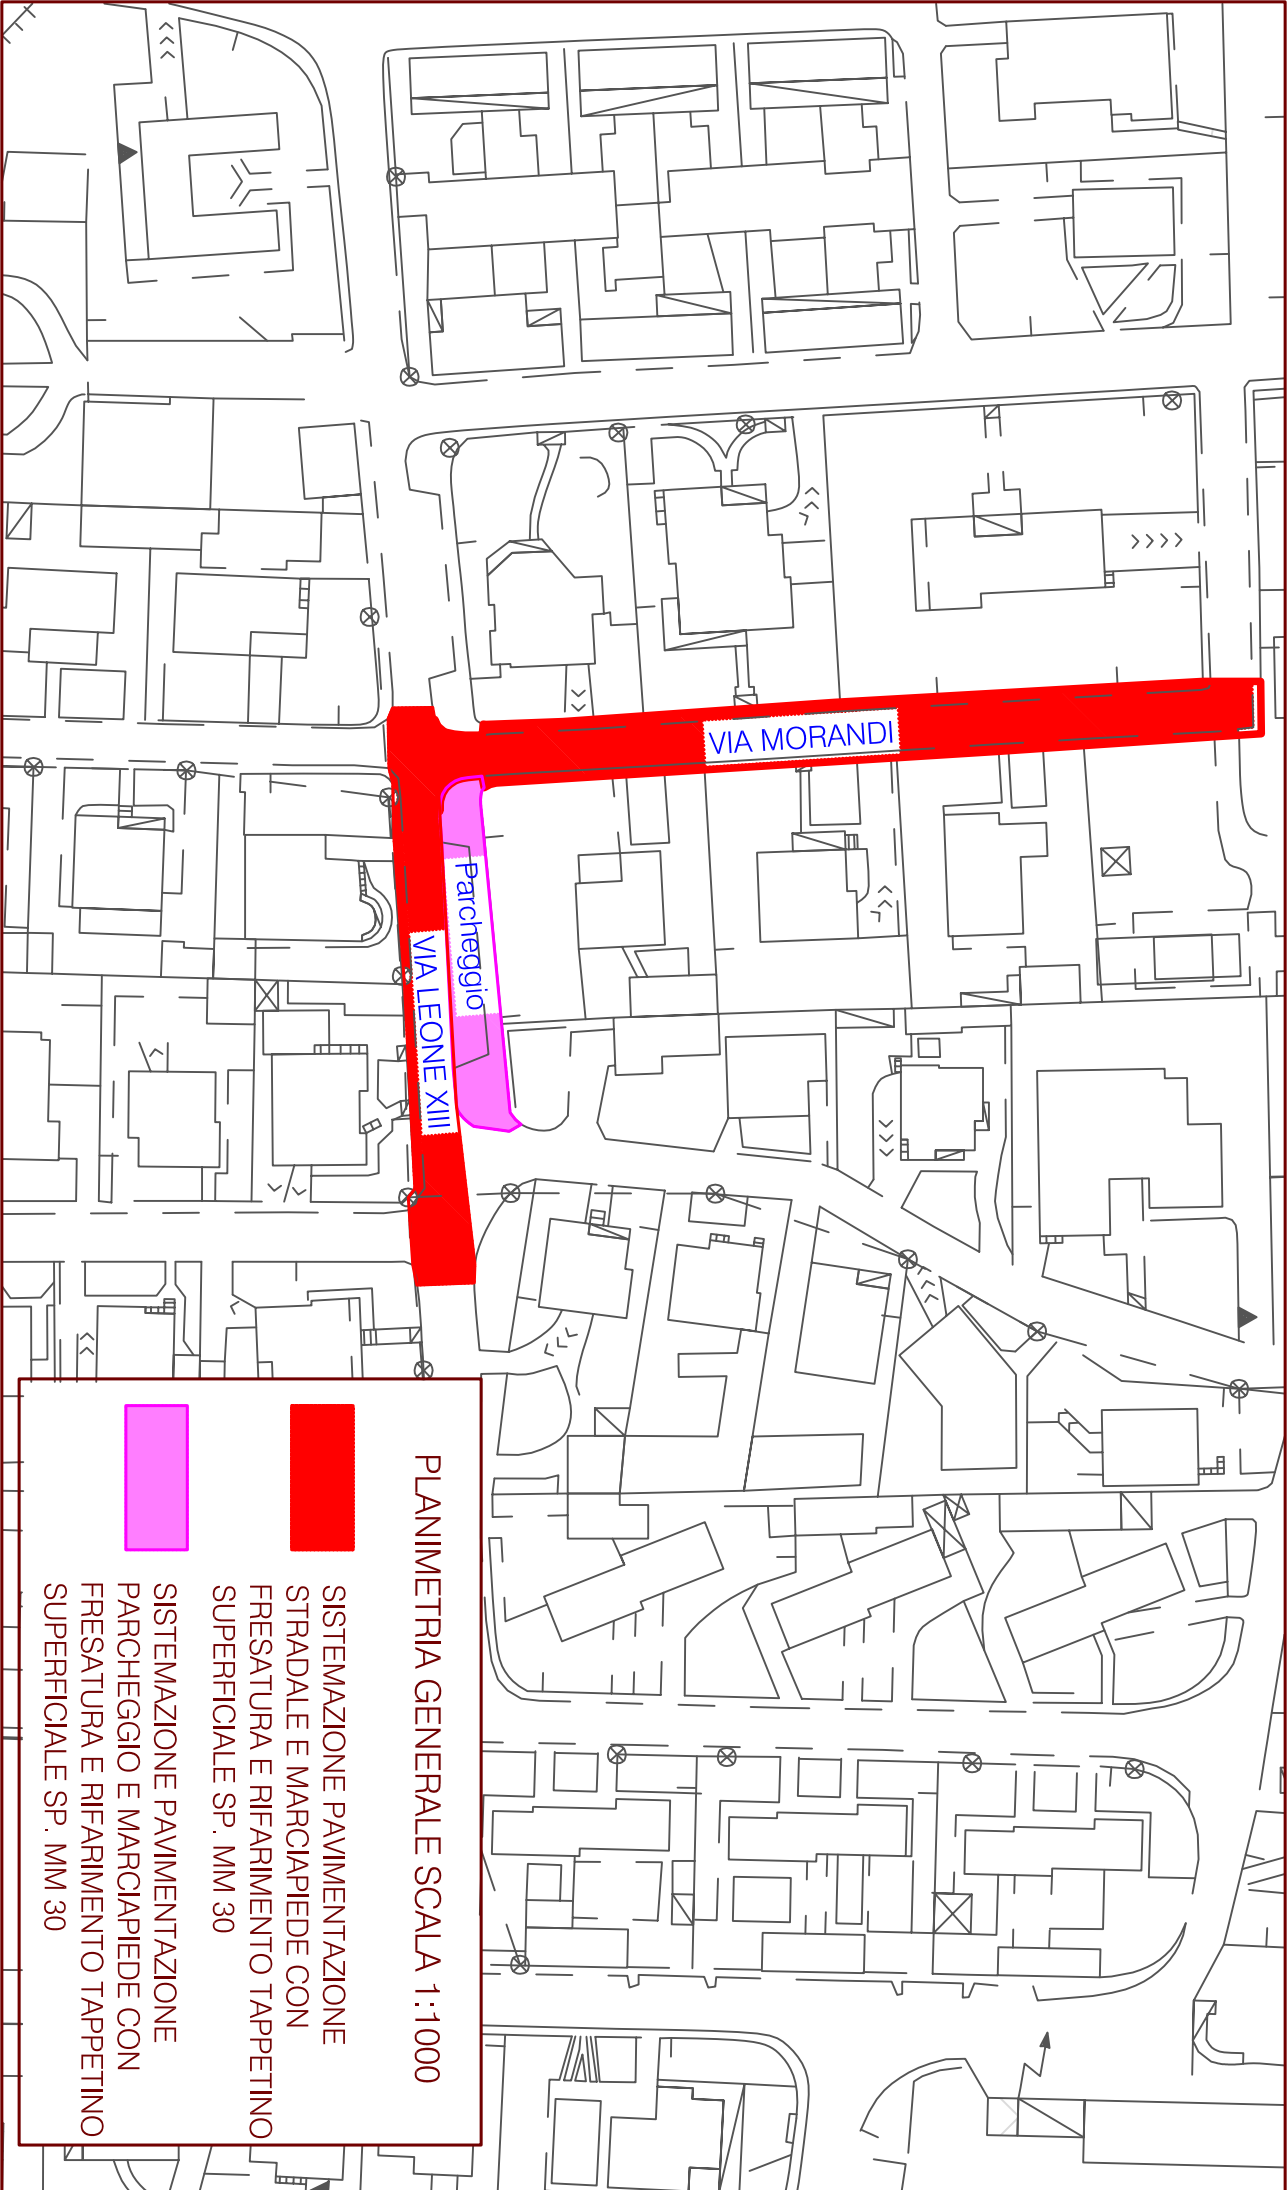 VIA MORANDI
Parcheggio
VIA LEONE XIII
PLANIMETRIA GENERALE SCALA 1:1000
SISTEMAZIONE PAVIMENTAZIONE
STRADALE E MARCIAPIEDE CON
FRESATURA E RIFARIMENTO TAPPETINO
SUPERFICIALE SP. MM 30
SISTEMAZIONE PAVIMENTAZIONE
PARCHEGGIO E MARCIAPIEDE CON
FRESATURA E RIFARIMENTO TAPPETINO
SUPERFICIALE SP. MM 30